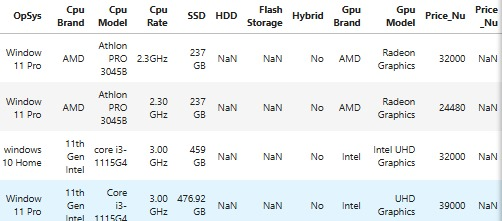 OpSys Cpu Brand Cpu Model Cpu Rate SSD HDD Flash Storage Hybrid Gpu Brand Gpu Model Price_Nu Price _Nu
Window 11 Pro AMD Athlon PRO 3045B 2.3GHz 237 GB NaN NaN No AMD Radeon Graphics 32000 NaN
Window 11 Pro AMD Athlon PRO 3045B 2.30 GHz 237 GB NaN NaN No AMD Radeon Graphics 24480 NaN
windows 10 Home 11th Gen Intel core i3-1115G4 3.00 GHz 459 GB NaN NaN No Intel Intel UHD Graphics 32000 NaN
Window 11 Pro 11th Gen Intel Core i3-1115G4 3.00 GHz 476.92 GB NaN NaN No Intel UHD Graphics 39000 NaN